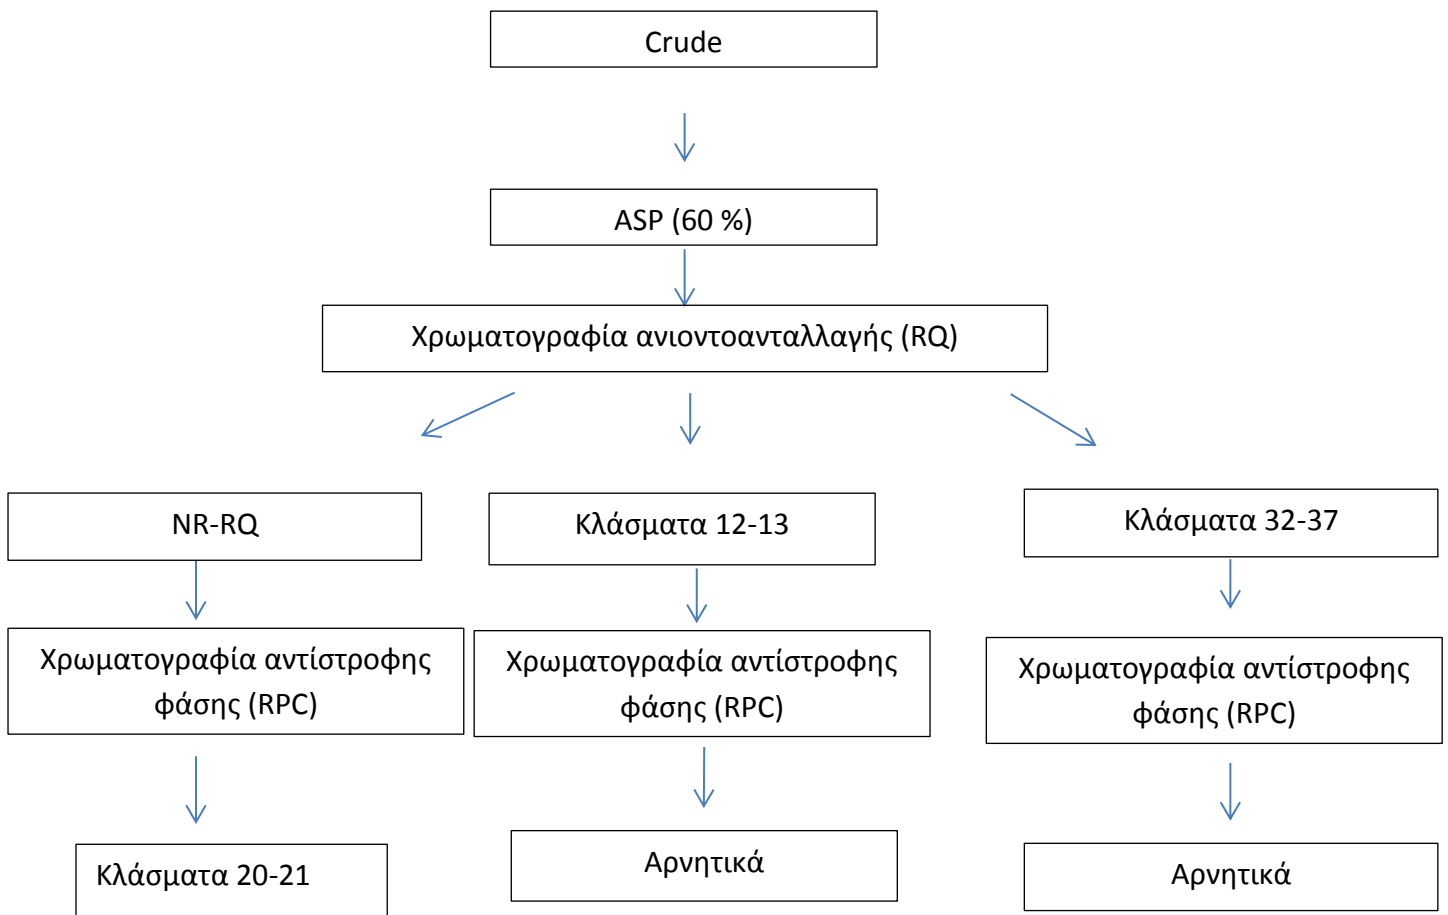 Crude
ASP (60 %)
Χρωματογραφία ανιοντοανταλλαγής (RQ)
NR-RQ
Κλάσματα 12-13
Κλάσματα 32-37
Χρωματογραφία αντίστροφης
φάσης (RPC)
Χρωματογραφία αντίστροφης
φάσης (RPC)
Χρωματογραφία αντίστροφης
φάσης (RPC)
Κλάσματα 20-21
Αρνητικά
Αρνητικά